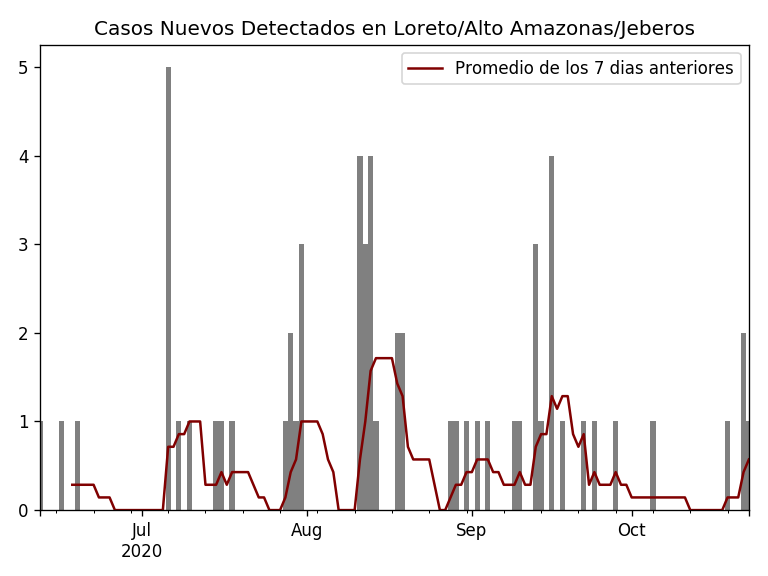 Casos Nuevos Detectados en Loreto/Alto Amazonas/Jeberos
Promedio de los 7 dias anteriores
5
4
3
2
1
0
Jul
2020
Aug
Sep
Oct